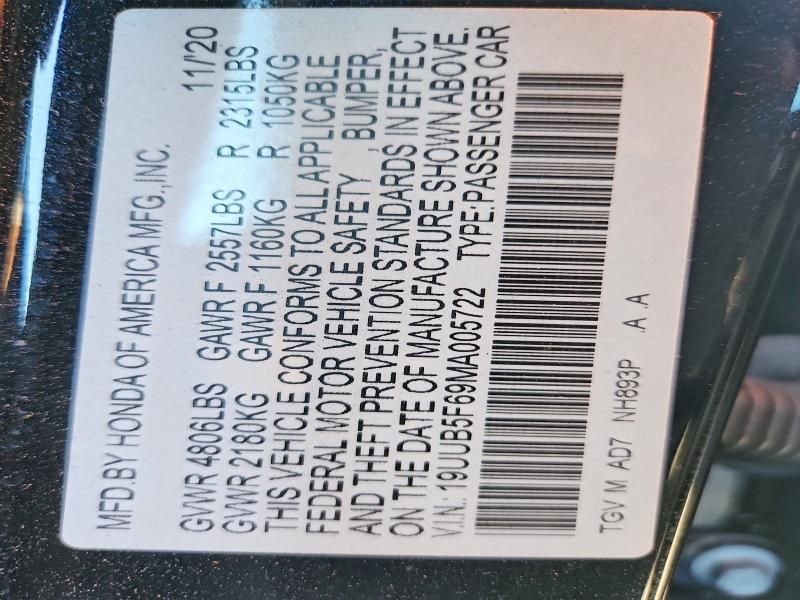 MFD.BY HONDA OF AMERICA MFG.,INC. 11/'20
GVWR 4806LBS GAWR F 2557LBS R 2315LBS
GVWR 2180KG GAWR F 1160KG R 1050KG
THIS VEHICLE CONFORMS TO ALL APPLICABLE
FEDERAL MOTOR VEHICLE SAFETY , BUMPER,
AND THEFT PREVENTION STANDARDS IN EFFECT
ON THE DATE OF MANUFACTURE SHOWN ABOVE.
V.I.N.: 19UUB5F69MA005722 TYPE:PASSENGER CAR
TGV M AD7 NH893P .A .A